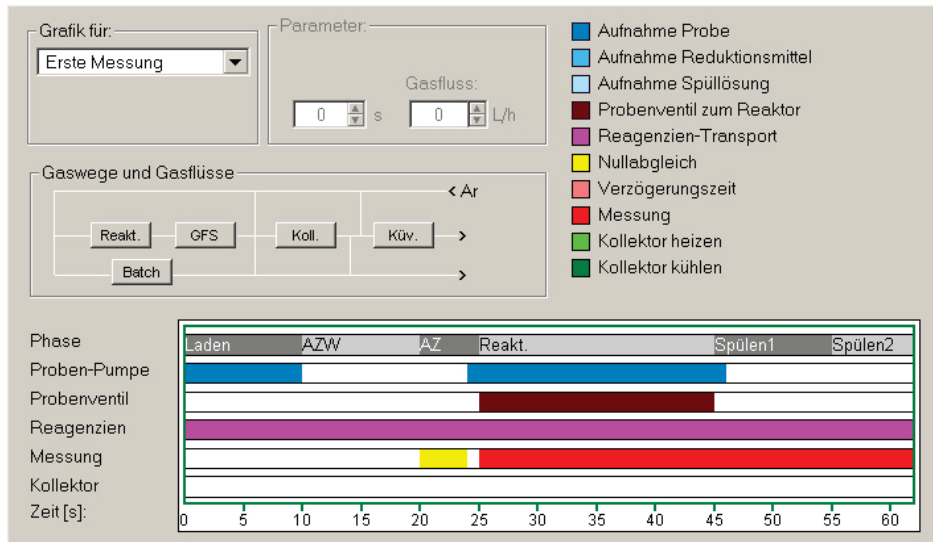 Grafik für:
Erste Messung
Parameter:
Gasfluss:
0 s 0 L/h
Gaswege und Gasflüsse
< Ar
Reakt. GFS Koll. Küv. >
Batch >
Aufnahme Probe
Aufnahme Reduktionsmittel
Aufnahme Spüllösung
Probenventil zum Reaktor
Reagenzien-Transport
Nullabgleich
Verzögerungszeit
Messung
Kollektor heizen
Kollektor kühlen
Phase Laden AZW AZ Reakt. Spülen1 Spülen2
Proben-Pumpe
Probenventil
Reagenzien
Messung
Kollektor
Zeit [s]: 0 5 10 15 20 25 30 35 40 45 50 55 60